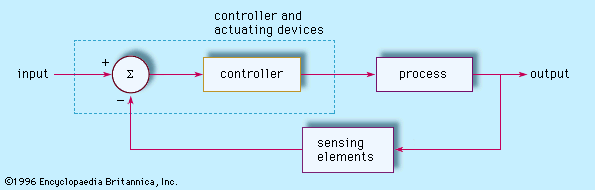 controller and
actuating devices
input
+
Σ
−
controller
process
output
sensing
elements
©1996 Encyclopaedia Britannica, Inc.